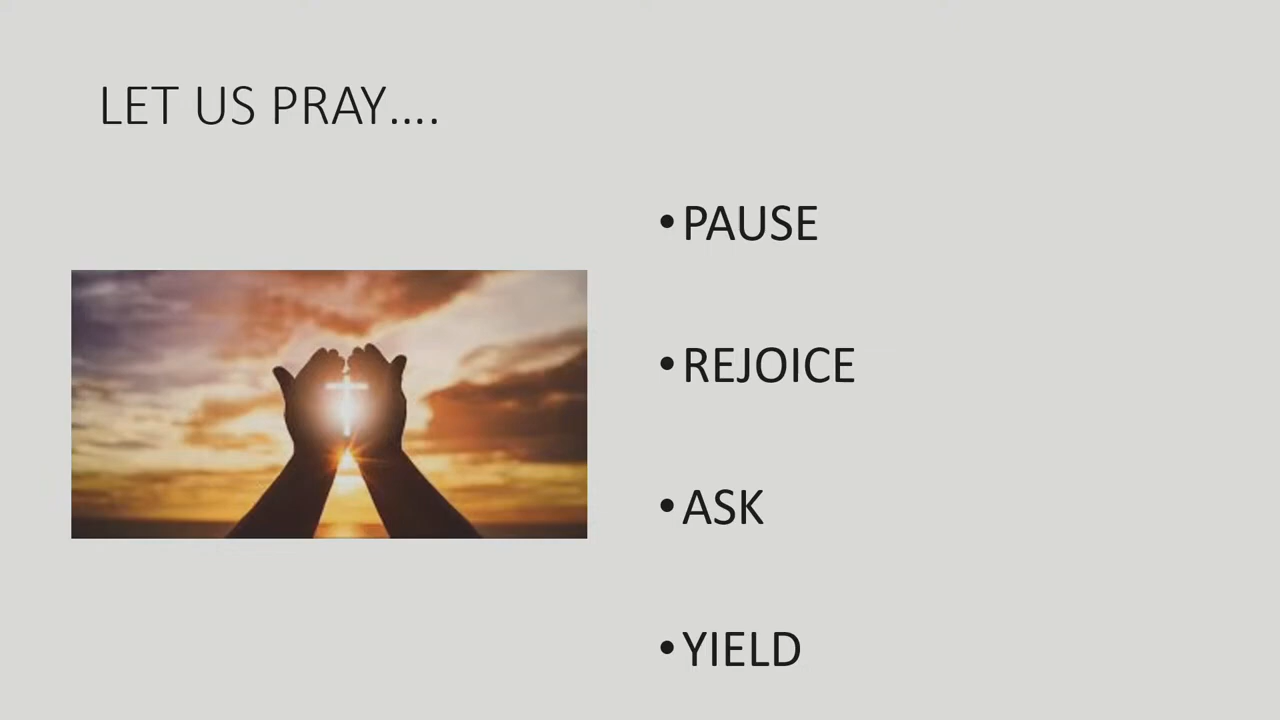 LET US PRAY....
•PAUSE
•REJOICE
•ASK
•YIELD